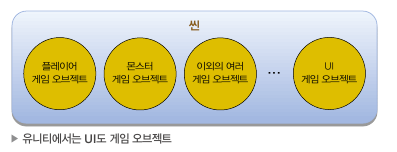 씬
플레이어
게임 오브젝트
몬스터
게임 오브젝트
이외의 여러
게임 오브젝트
…
UI
게임 오브젝트
▶ 유니티에서는 UI도 게임 오브젝트